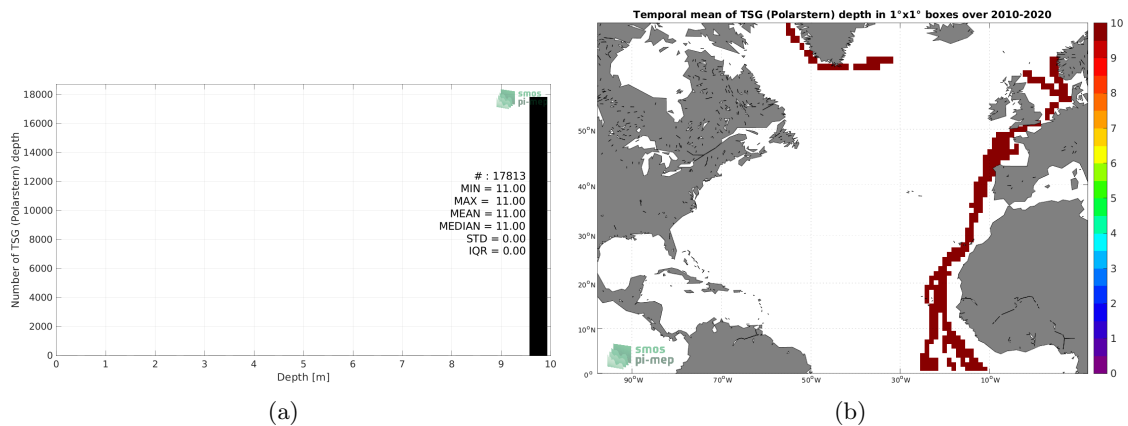 18000
16000
14000
12000
10000
8000
6000
4000
2000
0
Number of TSG (Polarstern) depth
smos
pi-mep
# : 17813
MIN = 11.00
MAX = 11.00
MEAN = 11.00
MEDIAN = 11.00
STD = 0.00
IQR = 0.00
0 1 2 3 4 5 6 7 8 9 10
Depth [m]
(a)
Temporal mean of TSG (Polarstern) depth in 1°x1° boxes over 2010-2020
50°N
40°N
30°N
20°N
10°N
0°
90°W 70°W 50°W 30°W 10°W
smos
pi-mep
10
9
8
7
6
5
4
3
2
1
0
(b)